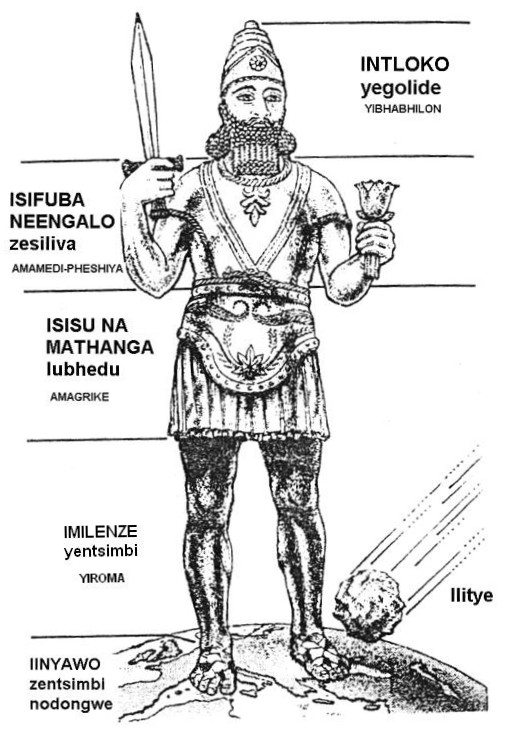 INTLOKO
yegolide
YIBHABHILON
ISIFUBA
NEENGALO
zesiliva
AMAMEDI-PHESHIYA
ISISU NA
MATHANGA
lubhedu
AMAGRIKE
IMILENZE
yentsimbi
YIROMA
Ilitye
IINYAWO
zentsimbi
nodongwe